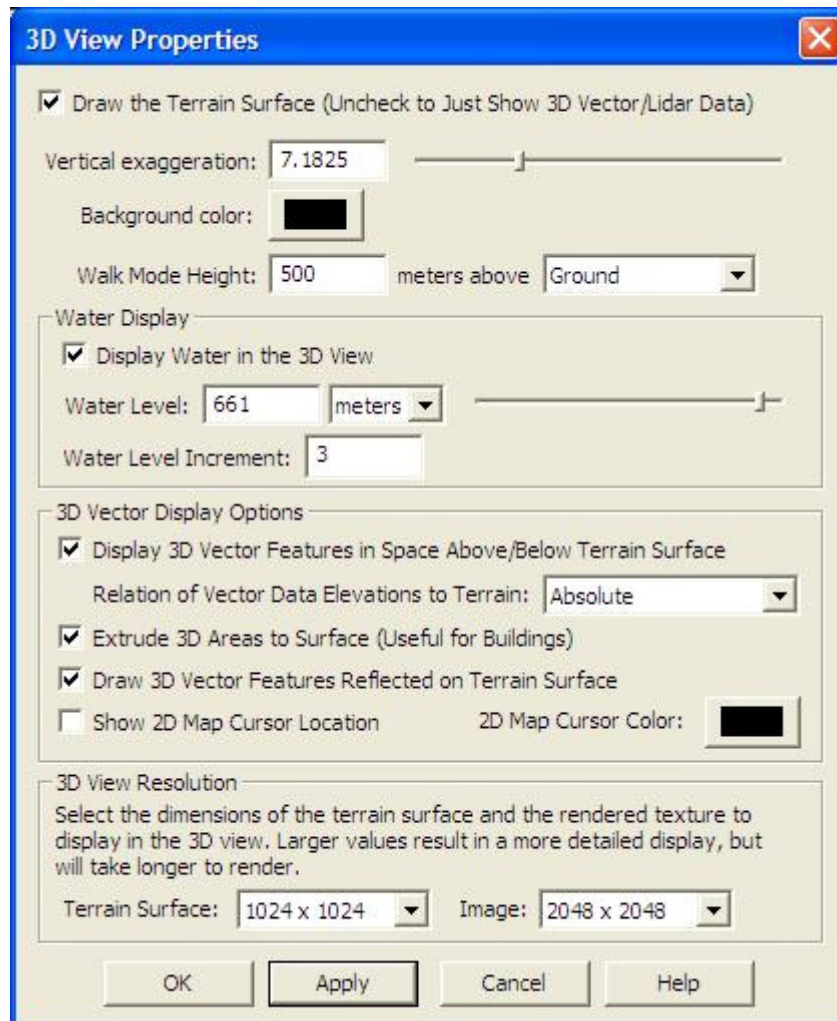 3D View Properties
Draw the Terrain Surface (Uncheck to Just Show 3D Vector/Lidar Data)
Vertical exaggeration: 7.1825
Background color:
Walk Mode Height: 500 meters above Ground
Water Display
Display Water in the 3D View
Water Level: 661 meters
Water Level Increment: 3
3D Vector Display Options
Display 3D Vector Features in Space Above/Below Terrain Surface
Relation of Vector Data Elevations to Terrain: Absolute
Extrude 3D Areas to Surface (Useful for Buildings)
Draw 3D Vector Features Reflected on Terrain Surface
Show 2D Map Cursor Location 2D Map Cursor Color:
3D View Resolution
Select the dimensions of the terrain surface and the rendered texture to
display in the 3D view. Larger values result in a more detailed display, but
will take longer to render.
Terrain Surface: 1024 x 1024 Image: 2048 x 2048
OK Apply Cancel Help